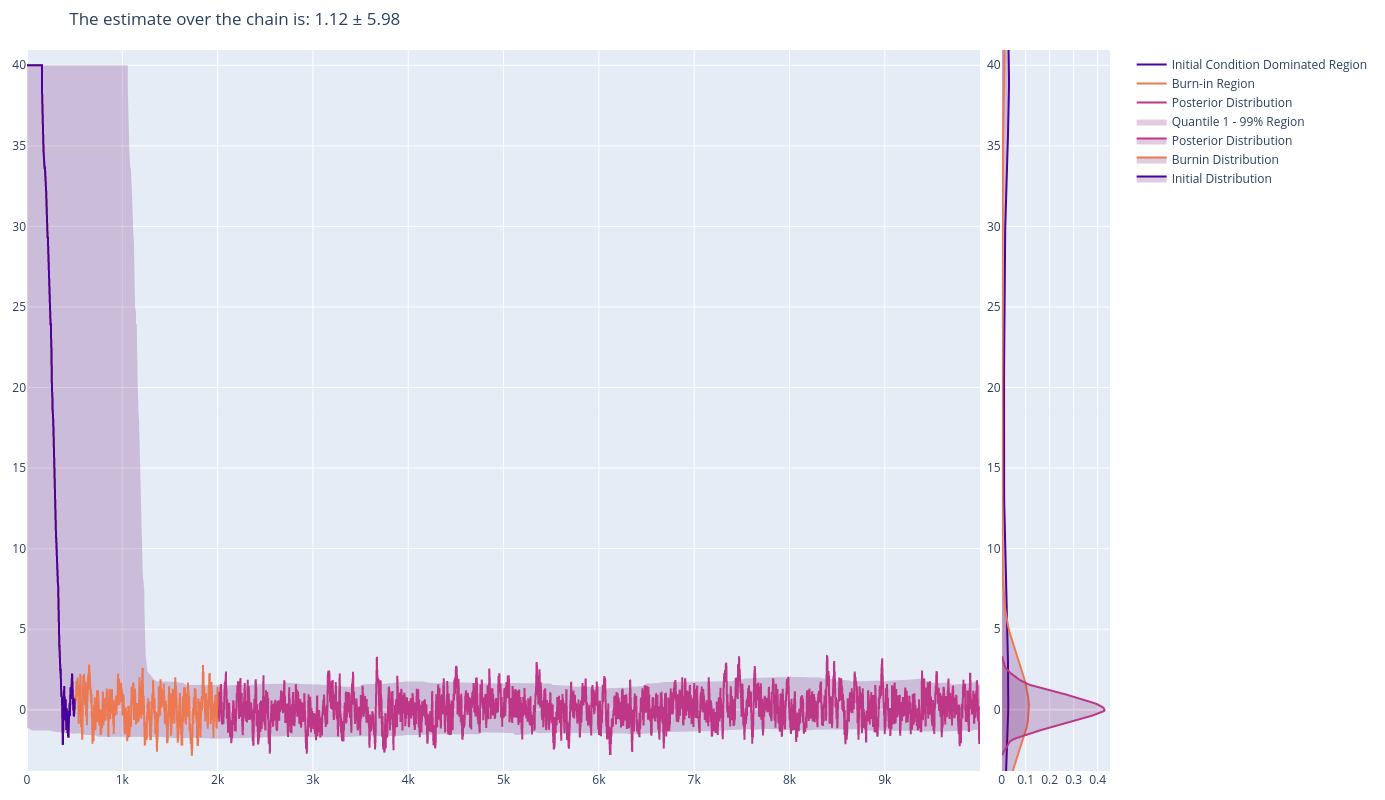 The estimate over the chain is: 1.12 ± 5.98
40
35
30
25
20
15
10
5
0
0 1k 2k 3k 4k 5k 6k 7k 8k 9k
40
35
30
25
20
15
10
5
0
0 0.1 0.2 0.3 0.4
Initial Condition Dominated Region
Burn-in Region
Posterior Distribution
Quantile 1 - 99% Region
Posterior Distribution
Burnin Distribution
Initial Distribution